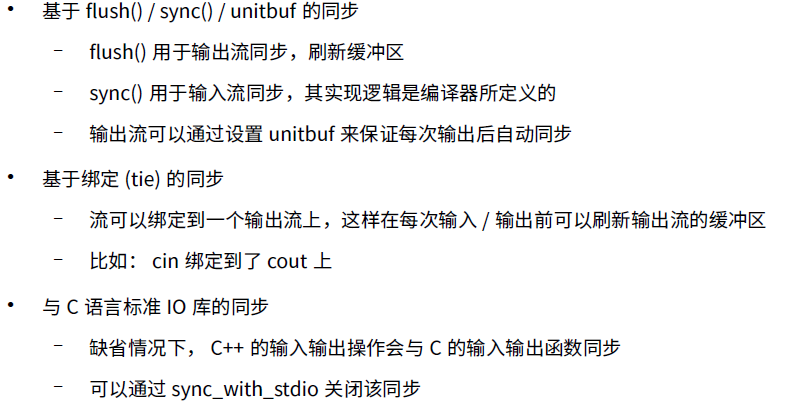 • 基于 flush() / sync() / unitbuf 的同步
– flush() 用于输出流同步，刷新缓冲区
– sync() 用于输入流同步，其实现逻辑是编译器所定义的
– 输出流可以通过设置 unitbuf 来保证每次输出后自动同步
• 基于绑定 (tie) 的同步
– 流可以绑定到一个输出流上，这样在每次输入 / 输出前可以刷新输出流的缓冲区
– 比如： cin 绑定到了 cout 上
• 与 C 语言标准 IO 库的同步
– 缺省情况下， C++ 的输入输出操作会与 C 的输入输出函数同步
– 可以通过 sync_with_stdio 关闭该同步